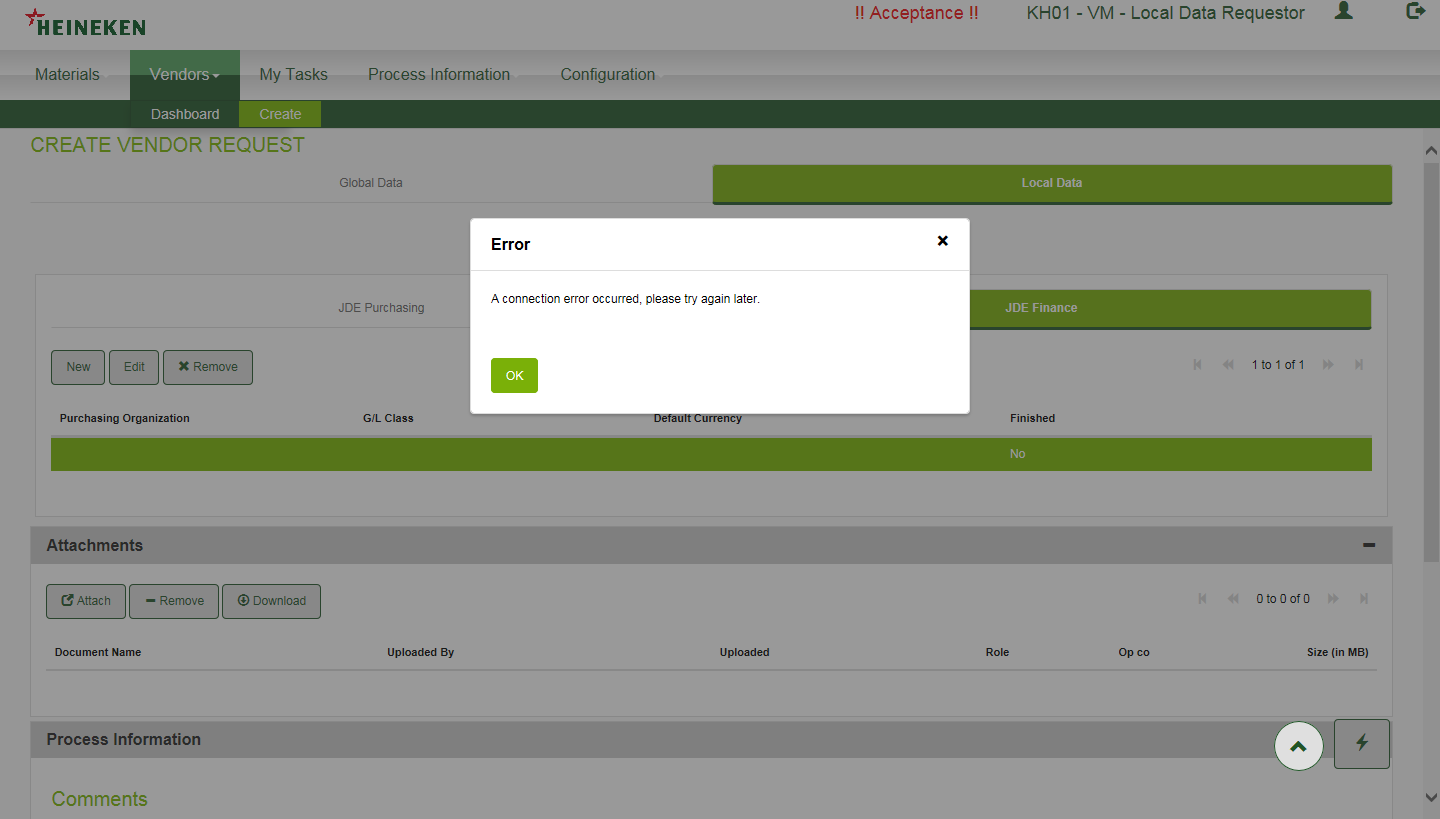 HEINEKEN
!! Acceptance !! KH01 - VM - Local Data Requestor
Materials Vendors My Tasks Process Information Configuration
Dashboard Create
CREATE VENDOR REQUEST
Global Data Local Data
Error
A connection error occurred, please try again later.
OK
JDE Purchasing JDE Finance
New Edit Remove 1 to 1 of 1
Purchasing Organization G/L Class Default Currency Finished
No
Attachments
Attach Remove Download 0 to 0 of 0
Document Name Uploaded By Uploaded Role Op co Size (in MB)
Process Information
Comments